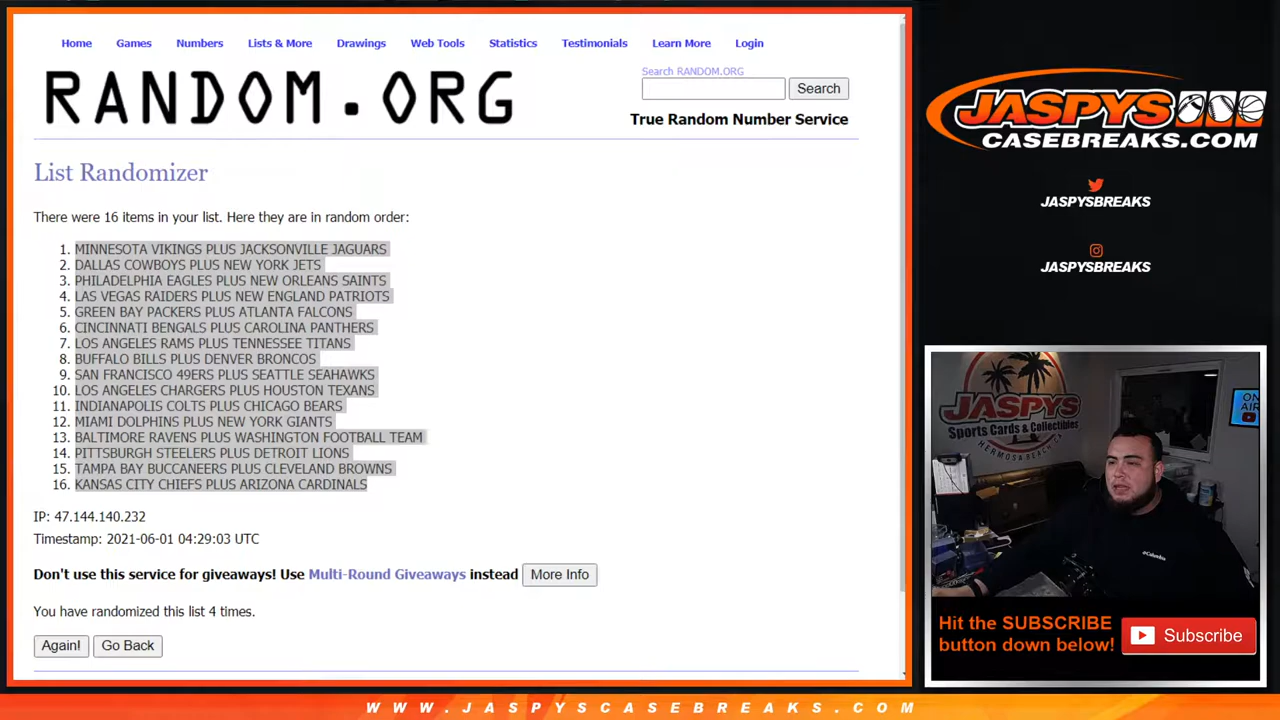 Home Games Numbers Lists & More Drawings Web Tools Statistics Testimonials Learn More Login
RANDOM.ORG
Search RANDOM.ORG
Search
True Random Number Service
List Randomizer
There were 16 items in your list. Here they are in random order:
1. MINNESOTA VIKINGS PLUS JACKSONVILLE JAGUARS
2. DALLAS COWBOYS PLUS NEW YORK JETS
3. PHILADELPHIA EAGLES PLUS NEW ORLEANS SAINTS
4. LAS VEGAS RAIDERS PLUS NEW ENGLAND PATRIOTS
5. GREEN BAY PACKERS PLUS ATLANTA FALCONS
6. CINCINNATI BENGALS PLUS CAROLINA PANTHERS
7. LOS ANGELES RAMS PLUS TENNESSEE TITANS
8. BUFFALO BILLS PLUS DENVER BRONCOS
9. SAN FRANCISCO 49ERS PLUS SEATTLE SEAHAWKS
10. LOS ANGELES CHARGERS PLUS HOUSTON TEXANS
11. INDIANAPOLIS COLTS PLUS CHICAGO BEARS
12. MIAMI DOLPHINS PLUS NEW YORK GIANTS
13. BALTIMORE RAVENS PLUS WASHINGTON FOOTBALL TEAM
14. PITTSBURGH STEELERS PLUS DETROIT LIONS
15. TAMPA BAY BUCCANEERS PLUS CLEVELAND BROWNS
16. KANSAS CITY CHIEFS PLUS ARIZONA CARDINALS
IP: 47.144.140.232
Timestamp: 2021-06-01 04:29:03 UTC
Don't use this service for giveaways! Use Multi-Round Giveaways instead More Info
You have randomized this list 4 times.
Again! Go Back
JASPYS
CASEBREAKS.COM
JASPYSBREAKS
JASPYSBREAKS
JASPYS
Sports Cards & Collectibles
HERMOSA BEACH CA
ON
AIR
Columbia
Hit the SUBSCRIBE
button down below!
Subscribe
WWW.JASPYSCASEBREAKS.COM